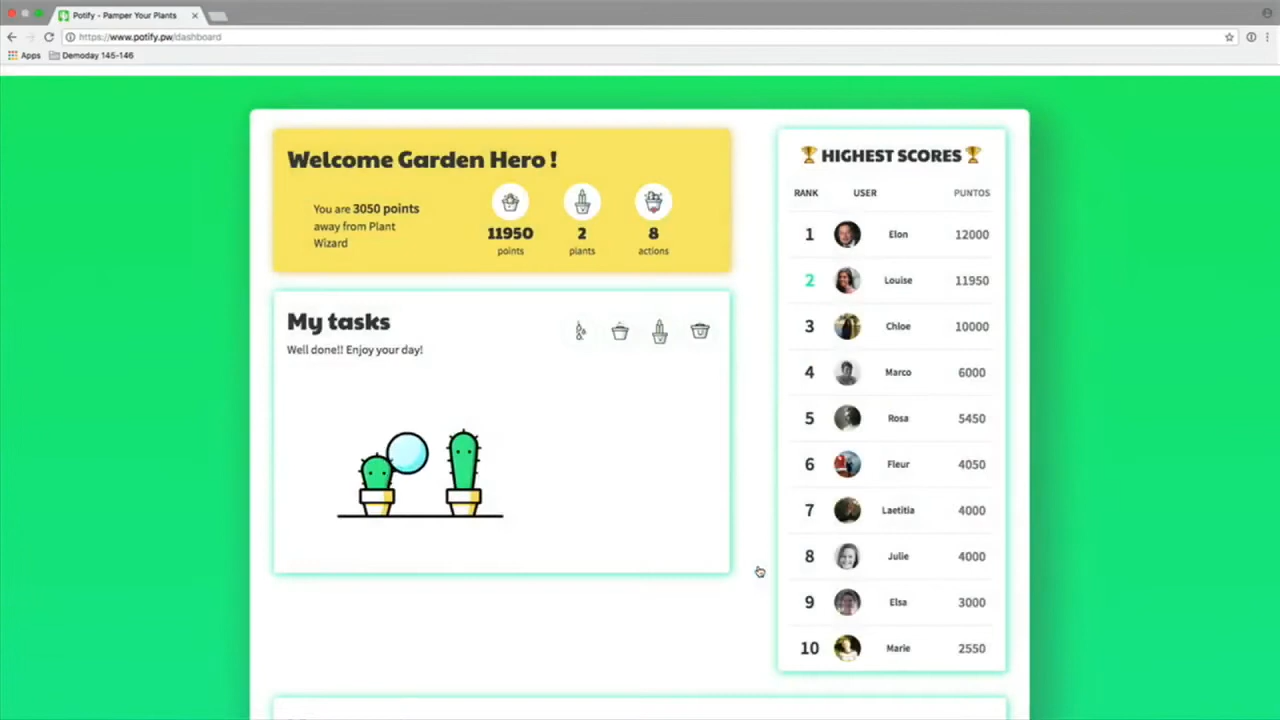 Potify - Pamper Your Plants
https://www.potify.pw/dashboard
Apps Demoday 145-146
Welcome Garden Hero !
You are 3050 points
away from Plant
Wizard
11950
points
2
plants
8
actions
My tasks
Well done!! Enjoy your day!
🏆 HIGHEST SCORES 🏆
RANK USER PUNTOS
1 Elon 12000
2 Louise 11950
3 Chloe 10000
4 Marco 6000
5 Rosa 5450
6 Fleur 4050
7 Laetitia 4000
8 Julie 4000
9 Elsa 3000
10 Marie 2550